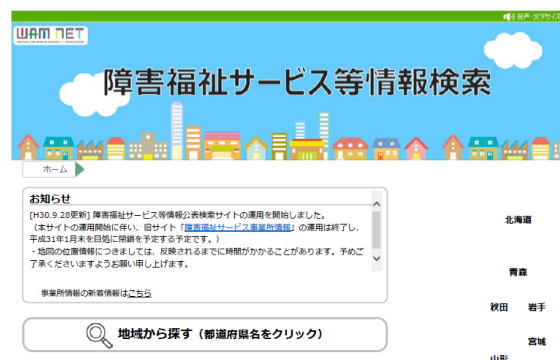 音声・文字サイズ
WAM NET
障害福祉サービス等情報検索
ホーム
お知らせ
[H30.9.28更新] 障害福祉サービス等情報公表検索サイトの運用を開始しました。
（本サイトの運用開始に伴い、旧サイト「障害福祉サービス事業所情報」の運用は終了し、
平成31年1月末を目処に閉鎖を予定する予定です。）
・地図の位置情報につきましては、反映されるまでに時間がかかることがあります。予めご
了承くださいますようお願い申し上げます。
事業所情報の新着情報はこちら
地域から探す（都道府県名をクリック）
北海道
青森
秋田 岩手
宮城
山形